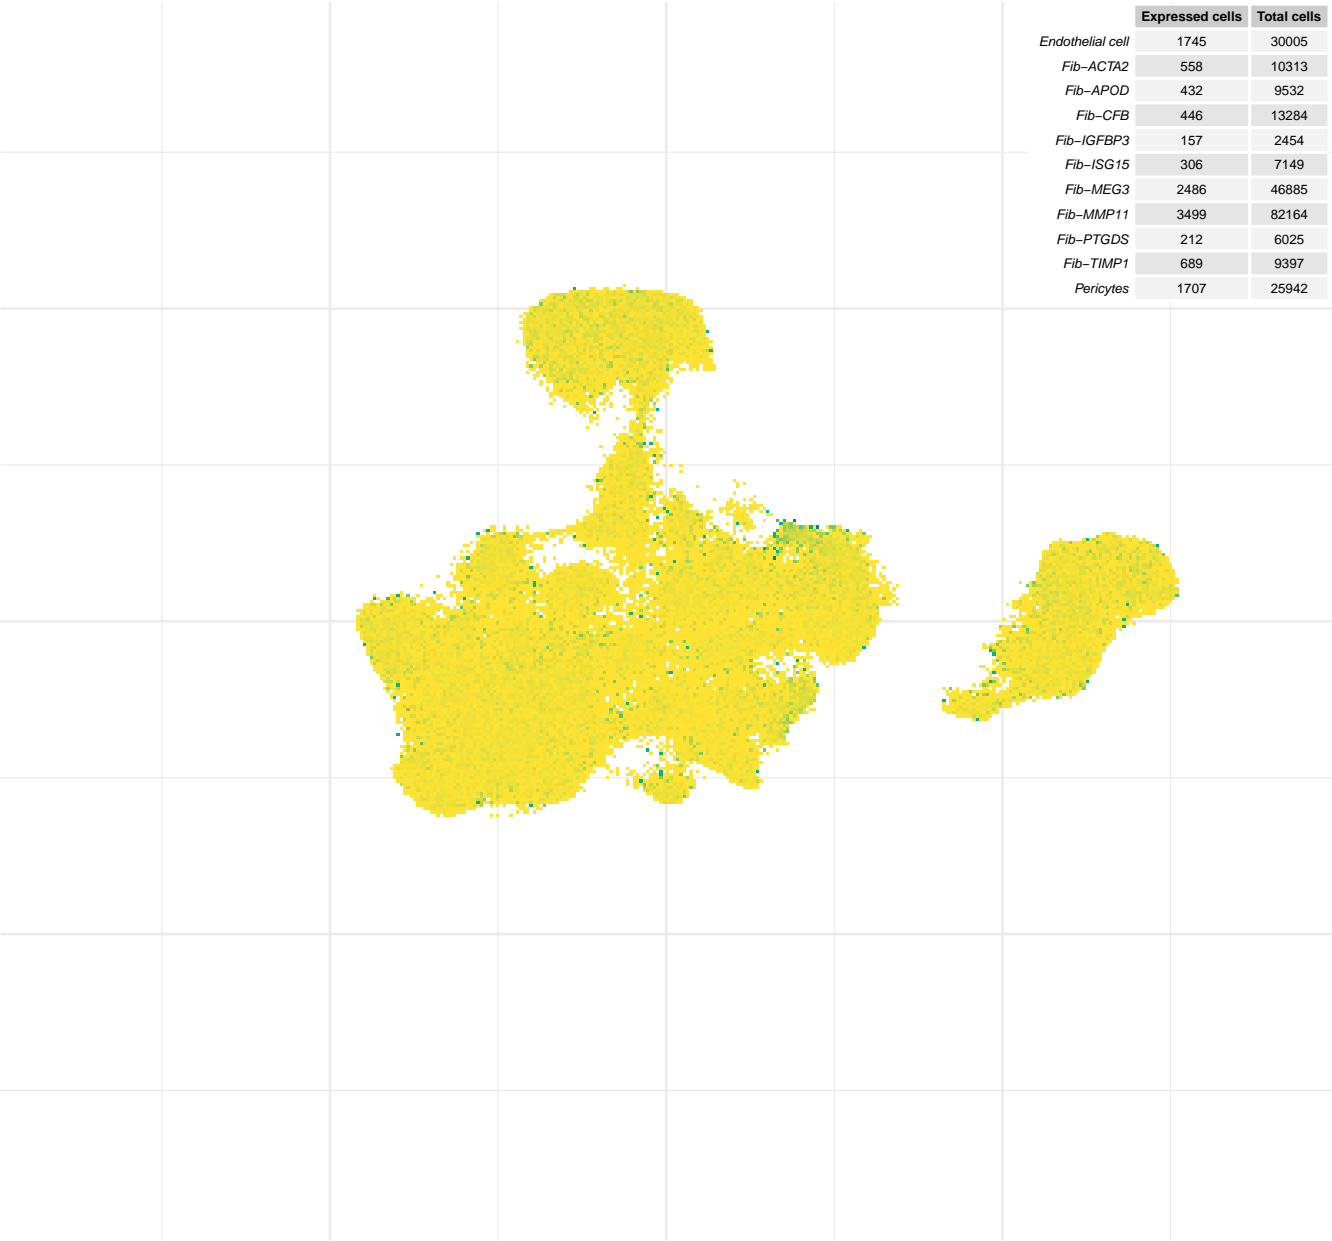 Expressed cells Total cells
Endothelial cell 1745 30005
Fib−ACTA2 558 10313
Fib−APOD 432 9532
Fib−CFB 446 13284
Fib−IGFBP3 157 2454
Fib−ISG15 306 7149
Fib−MEG3 2486 46885
Fib−MMP11 3499 82164
Fib−PTGDS 212 6025
Fib−TIMP1 689 9397
Pericytes 1707 25942